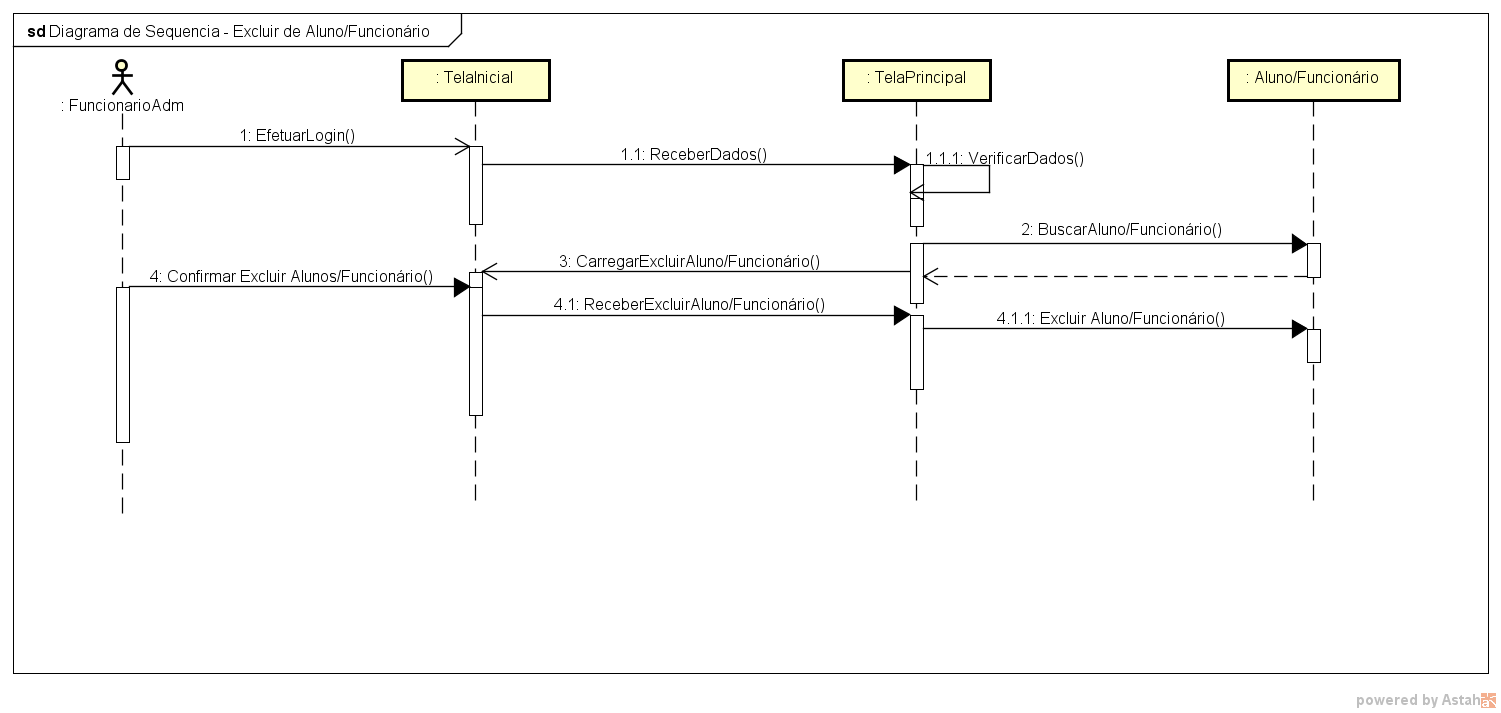 sd Diagrama de Sequencia - Excluir de Aluno/Funcionário
: FuncionarioAdm
: TelaInicial
: TelaPrincipal
: Aluno/Funcionário
1: EfetuarLogin()
1.1: ReceberDados()
1.1.1: VerificarDados()
2: BuscarAluno/Funcionário()
3: CarregarExcluirAluno/Funcionário()
4: Confirmar Excluir Alunos/Funcionário()
4.1: ReceberExcluirAluno/Funcionário()
4.1.1: Excluir Aluno/Funcionário()
powered by Astah